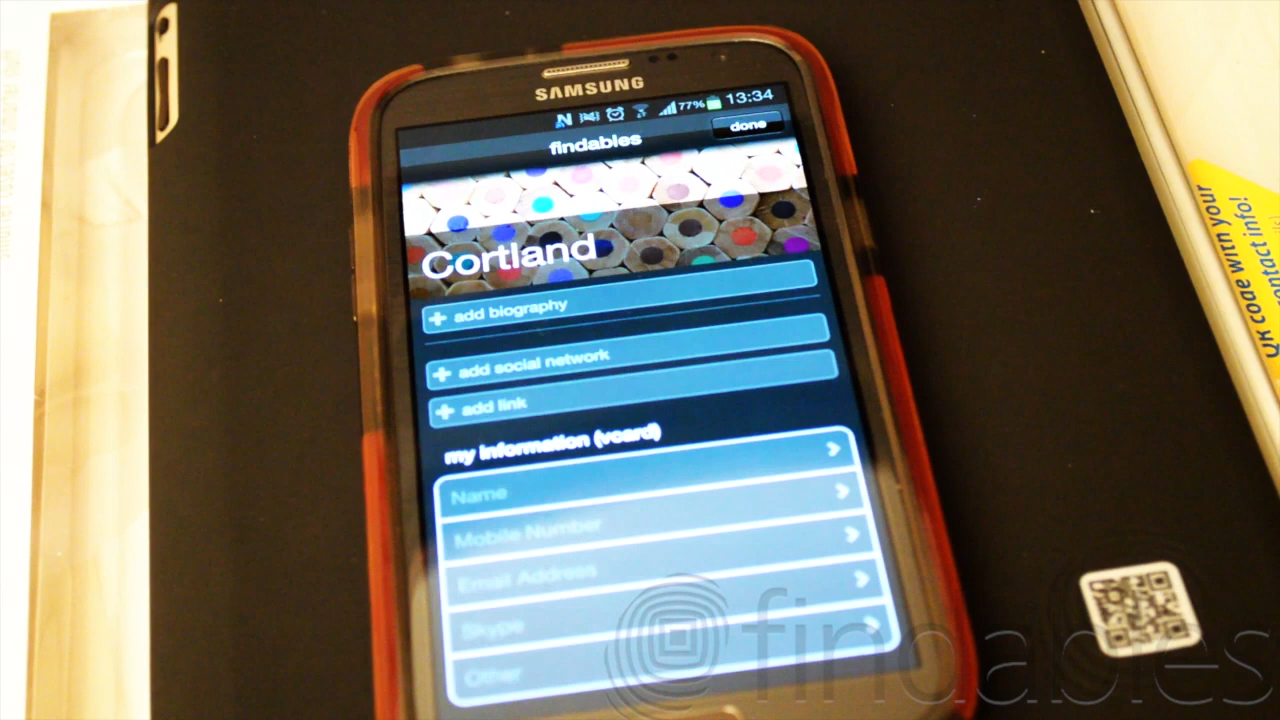 SAMSUNG
77% 13:34
findables
done
Cortland
+ add biography
+ add social network
+ add link
my information (vcard)
Name
Mobile Number
Email Address
Skype
Other
QR code with your
contact info!
findables